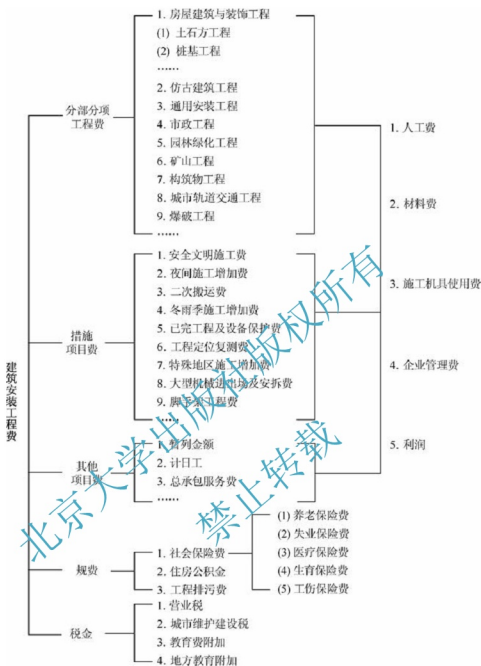 建筑安装工程费
分部分项
工程费
1. 房屋建筑与装饰工程
(1) 土石方工程
(2) 桩基工程
……
2. 仿古建筑工程
3. 通用安装工程
4. 市政工程
5. 园林绿化工程
6. 矿山工程
7. 构筑物工程
8. 城市轨道交通工程
9. 爆破工程
……
措施
项目费
1. 安全文明施工费
2. 夜间施工增加费
3. 二次搬运费
4. 冬雨季施工增加费
5. 已完工程及设备保护费
6. 工程定位复测费
7. 特殊地区施工增加费
8. 大型机械进出场及安拆费
9. 脚手架工程费
……
其他
项目费
1. 暂列金额
2. 计日工
3. 总承包服务费
……
规费
1. 社会保险费
2. 住房公积金
3. 工程排污费
(1) 养老保险费
(2) 失业保险费
(3) 医疗保险费
(4) 生育保险费
(5) 工伤保险费
税金
1. 营业税
2. 城市维护建设税
3. 教育费附加
4. 地方教育附加
1. 人工费
2. 材料费
3. 施工机具使用费
4. 企业管理费
5. 利润
北京大学出版社版权所有
禁止转载